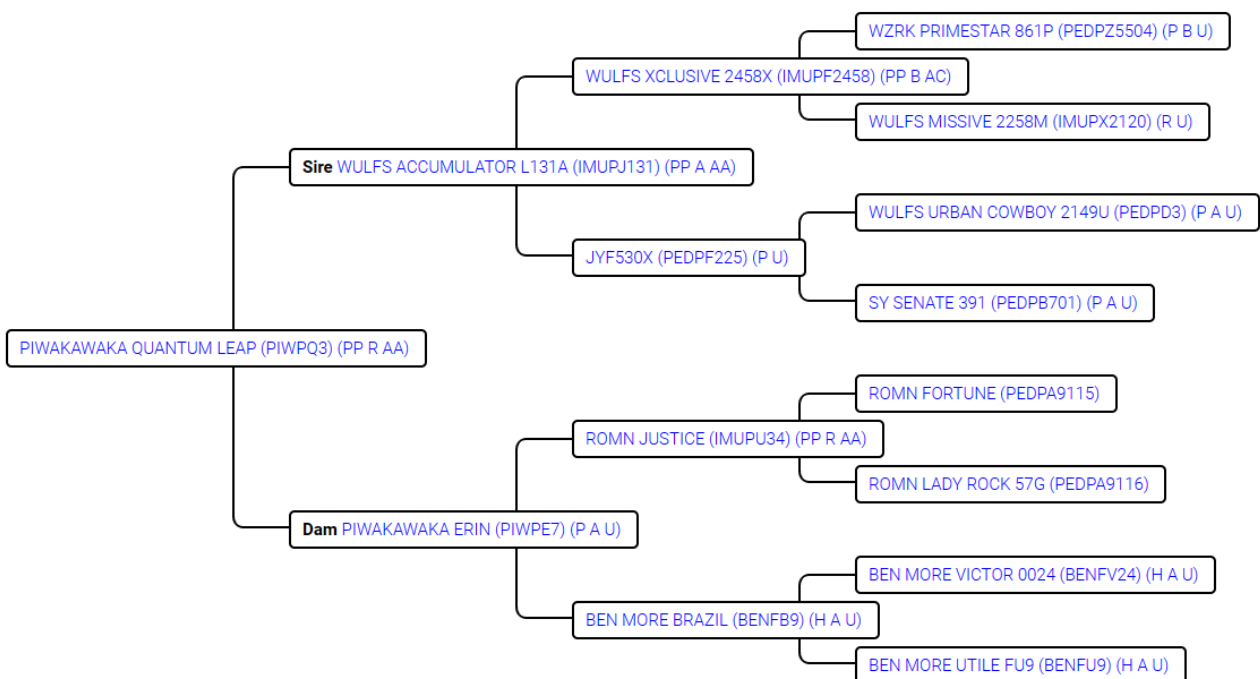 WZRK PRIMESTAR 861P (PEDPZ5504) (P B U)
WULFS XCLUSIVE 2458X (IMUPF2458) (PP B AC)
WULFS MISSIVE 2258M (IMUPX2120) (R U)
Sire WULFS ACCUMULATOR L131A (IMUPJ131) (PP A AA)
WULFS URBAN COWBOY 2149U (PEDPD3) (P A U)
JYF530X (PEDPF225) (P U)
SY SENATE 391 (PEDPB701) (P A U)
PIWAKAWAKA QUANTUM LEAP (PIWPQ3) (PP R AA)
ROMN FORTUNE (PEDPA9115)
ROMN JUSTICE (IMUPU34) (PP R AA)
ROMN LADY ROCK 57G (PEDPA9116)
Dam PIWAKAWAKA ERIN (PIWPE7) (P A U)
BEN MORE VICTOR 0024 (BENFV24) (H A U)
BEN MORE BRAZIL (BENFB9) (H A U)
BEN MORE UTILE FU9 (BENFU9) (H A U)